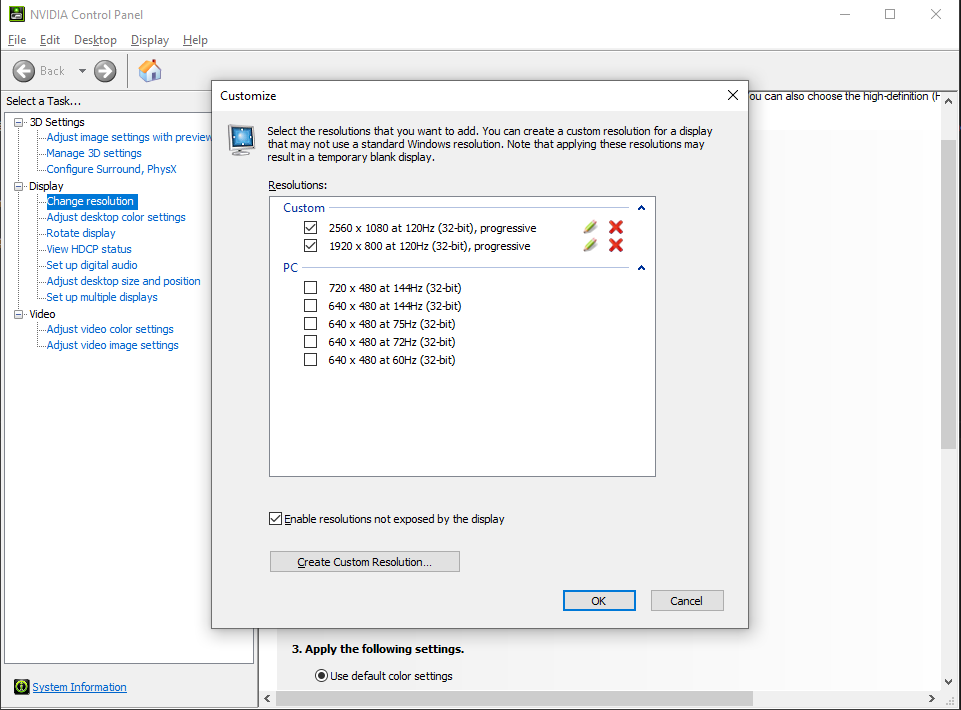 NVIDIA Control Panel
File Edit Desktop Display Help
Back
Select a Task...
3D Settings
Adjust image settings with preview
Manage 3D settings
Configure Surround, PhysX
Display
Change resolution
Adjust desktop color settings
Rotate display
View HDCP status
Set up digital audio
Adjust desktop size and position
Set up multiple displays
Video
Adjust video color settings
Adjust video image settings
System Information
ou can also choose the high-definition (H
Customize
Select the resolutions that you want to add. You can create a custom resolution for a display
that may not use a standard Windows resolution. Note that applying these resolutions may
result in a temporary blank display.
Resolutions:
Custom
2560 x 1080 at 120Hz (32-bit), progressive
1920 x 800 at 120Hz (32-bit), progressive
PC
720 x 480 at 144Hz (32-bit)
640 x 480 at 144Hz (32-bit)
640 x 480 at 75Hz (32-bit)
640 x 480 at 72Hz (32-bit)
640 x 480 at 60Hz (32-bit)
Enable resolutions not exposed by the display
Create Custom Resolution...
OK Cancel
3. Apply the following settings.
Use default color settings